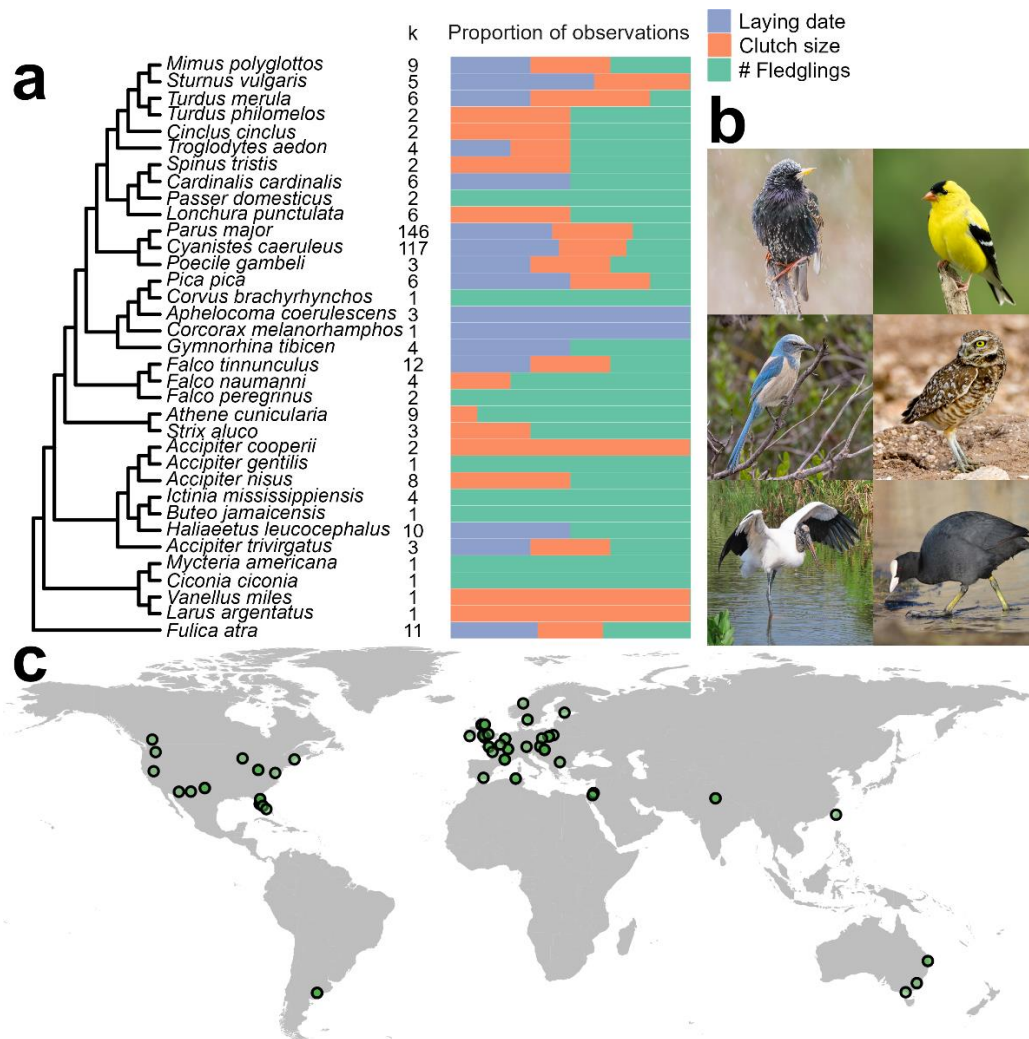 k Proportion of observations
Laying date
Clutch size
# Fledglings
a
b
Mimus polyglottos 9
Sturnus vulgaris 5
Turdus merula 6
Turdus philomelos 2
Cinclus cinclus 2
Troglodytes aedon 4
Spinus tristis 2
Cardinalis cardinalis 6
Passer domesticus 2
Lonchura punctulata 6
Parus major 146
Cyanistes caeruleus 117
Poecile gambeli 3
Pica pica 6
Corvus brachyrhynchos 1
Aphelocoma coerulescens 3
Corcorax melanorhamphos 1
Gymnorhina tibicen 4
Falco tinnunculus 12
Falco naumanni 4
Falco peregrinus 2
Athene cunicularia 9
Strix aluco 3
Accipiter cooperii 2
Accipiter gentilis 1
Accipiter nisus 8
Ictinia mississippiensis 4
Buteo jamaicensis 1
Haliaeetus leucocephalus 10
Accipiter trivirgatus 3
Mycteria americana 1
Ciconia ciconia 1
Vanellus miles 1
Larus argentatus 1
Fulica atra 11
c